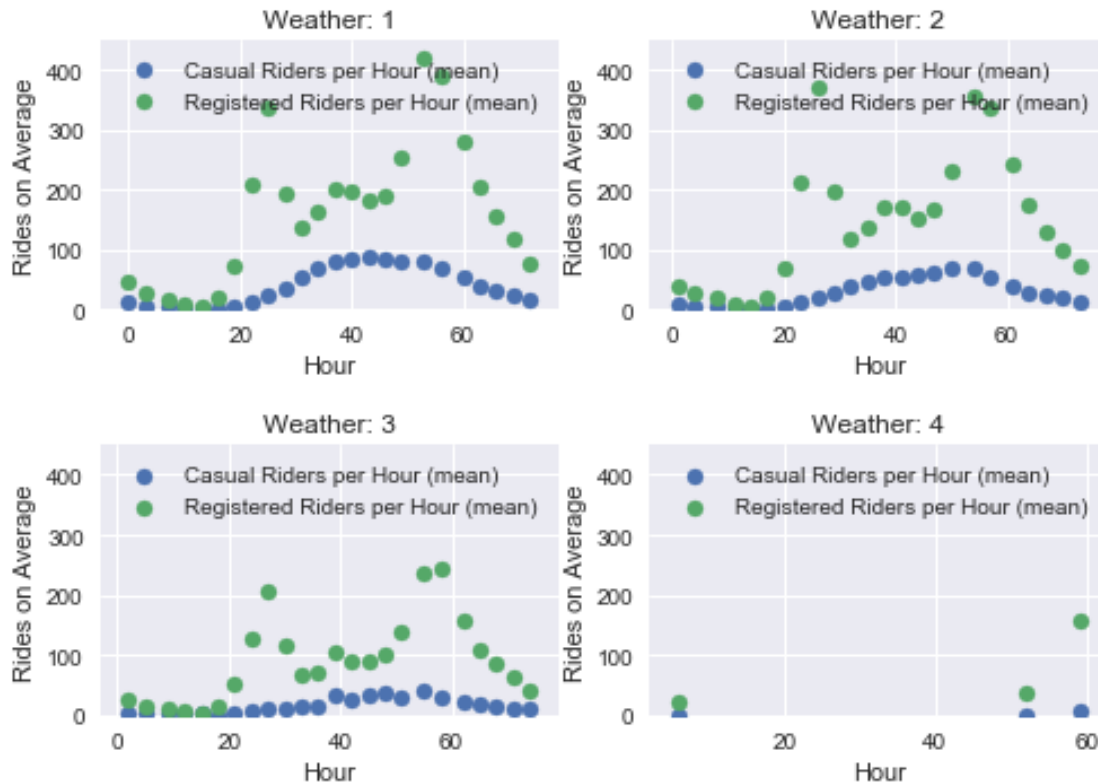 Weather: 1
Casual Riders per Hour (mean)
Registered Riders per Hour (mean)
Rides on Average
400
300
200
100
0
0 20 40 60
Hour
Weather: 2
Casual Riders per Hour (mean)
Registered Riders per Hour (mean)
Rides on Average
400
300
200
100
0
0 20 40 60
Hour
Weather: 3
Casual Riders per Hour (mean)
Registered Riders per Hour (mean)
Rides on Average
400
300
200
100
0
0 20 40 60
Hour
Weather: 4
Casual Riders per Hour (mean)
Registered Riders per Hour (mean)
Rides on Average
400
300
200
100
0
20 40 60
Hour